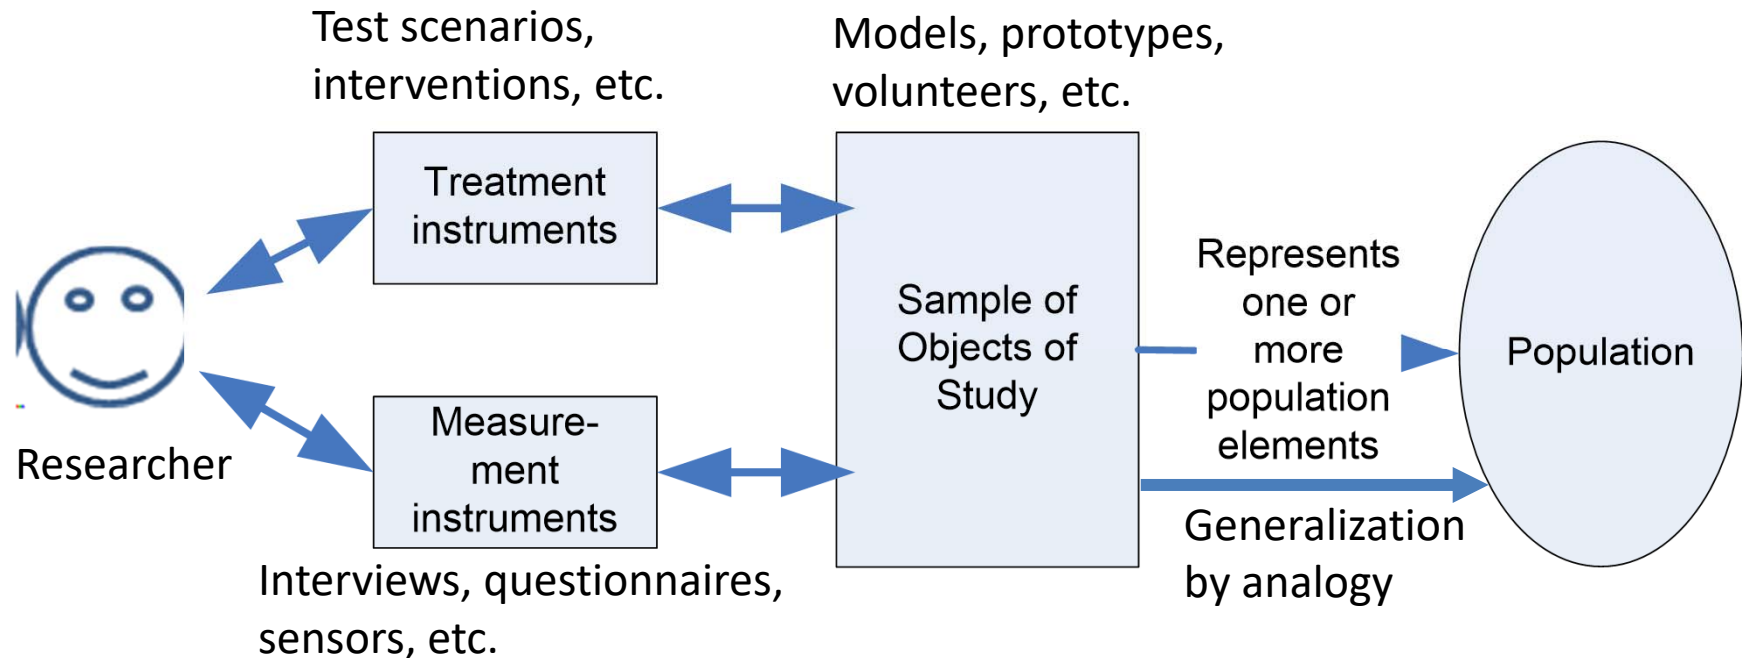 Test scenarios,
interventions, etc.
Models, prototypes,
volunteers, etc.
Treatment
instruments
Researcher
Measure-
ment
instruments
Interviews, questionnaires,
sensors, etc.
Sample of
Objects of
Study
Represents
one or
more
population
elements
Generalization
by analogy
Population